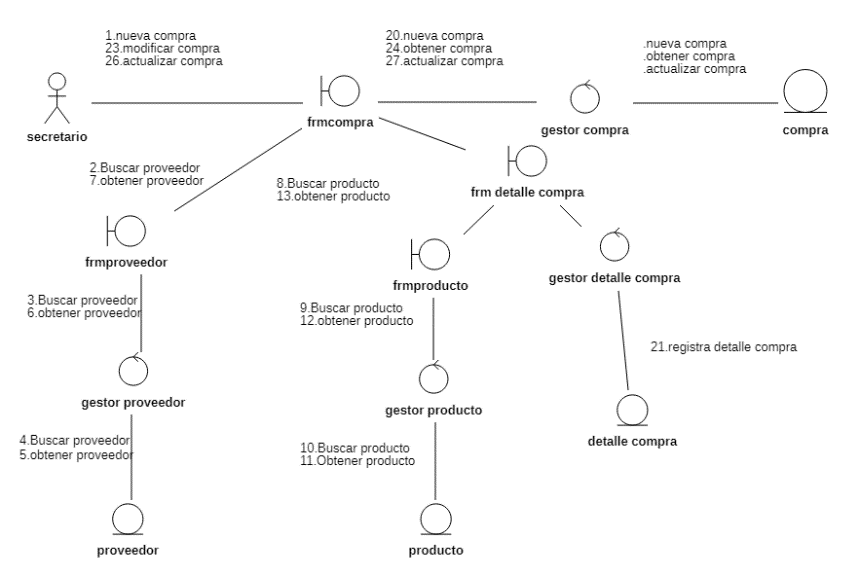 1.nueva compra
23.modificar compra
26.actualizar compra
20.nueva compra
24.obtener compra
27.actualizar compra
.nueva compra
.obtener compra
.actualizar compra
secretario
frmcompra
gestor compra
compra
2.Buscar proveedor
7.obtener proveedor
8.Buscar producto
13.obtener producto
frm detalle compra
frmproveedor
frmproducto
gestor detalle compra
3.Buscar proveedor
6.obtener proveedor
9.Buscar producto
12.obtener producto
21.registra detalle compra
gestor proveedor
gestor producto
4.Buscar proveedor
5.obtener proveedor
10.Buscar producto
11.Obtener producto
detalle compra
proveedor
producto